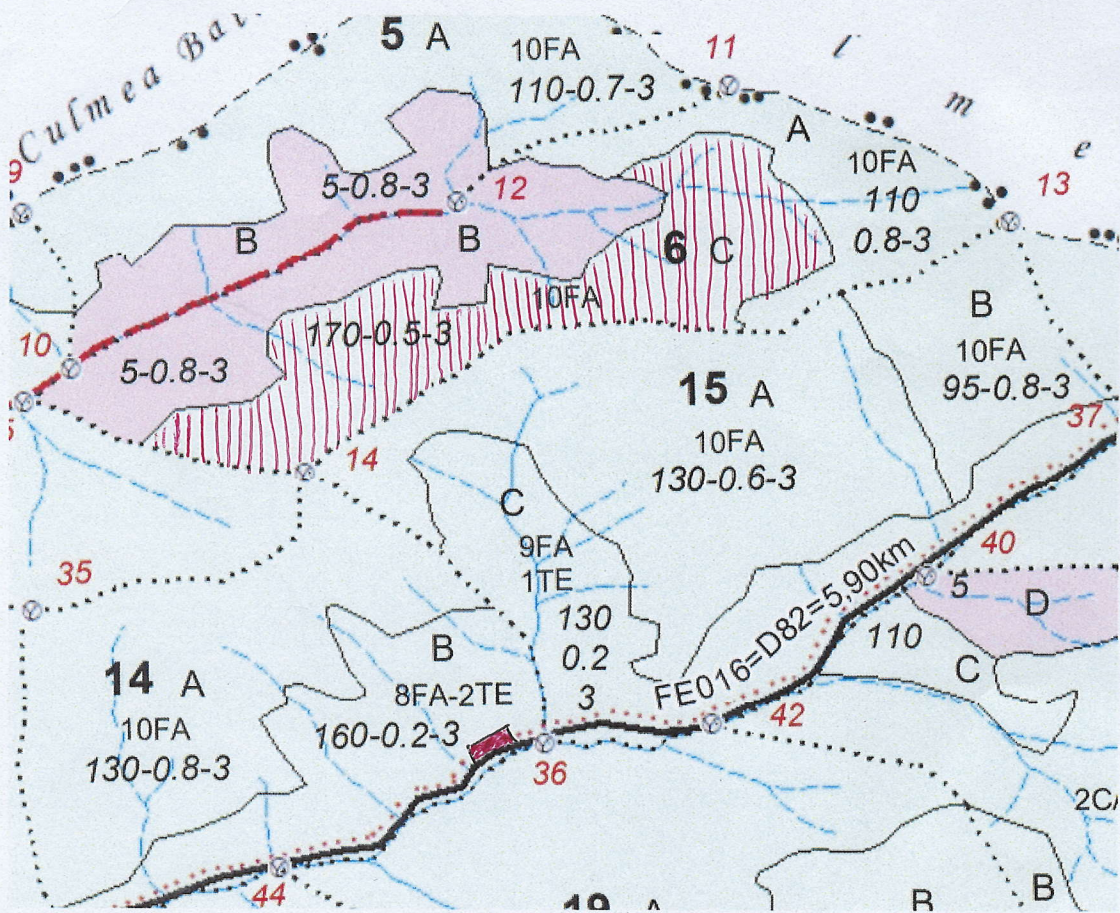 Culmea Bal
5 A
10FA
110-0.7-3
11
l
m
e
A
10FA
110
0.8-3
13
9
12
5-0.8-3
B
B
6 C
10FA
170-0.5-3
10
5-0.8-3
14
B
10FA
95-0.8-3
37
15 A
10FA
130-0.6-3
C
9FA
1TE
130
0.2
3
40
5
D
35
FE016=D82=5,90km
110
C
14 A
10FA
130-0.8-3
B
8FA-2TE
160-0.2-3
36
42
44
19 A
B
B